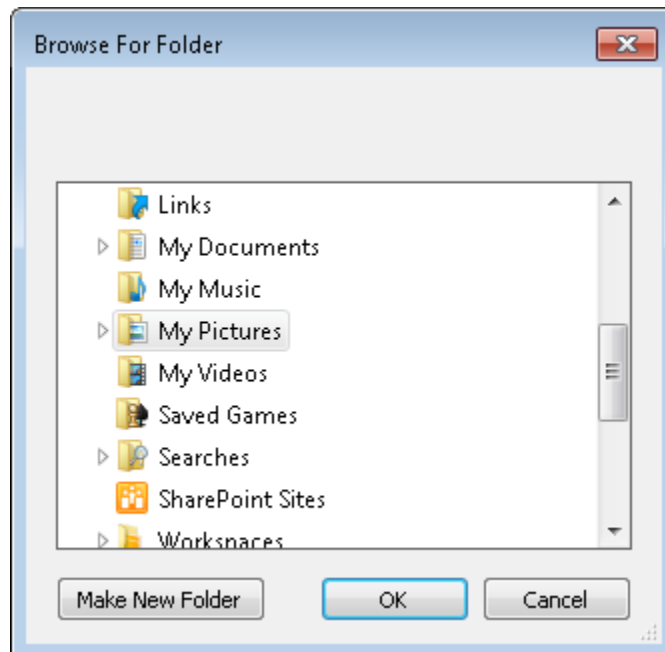 Browse For Folder
Links
My Documents
My Music
My Pictures
My Videos
Saved Games
Searches
SharePoint Sites
Workspaces
Make New Folder
OK
Cancel